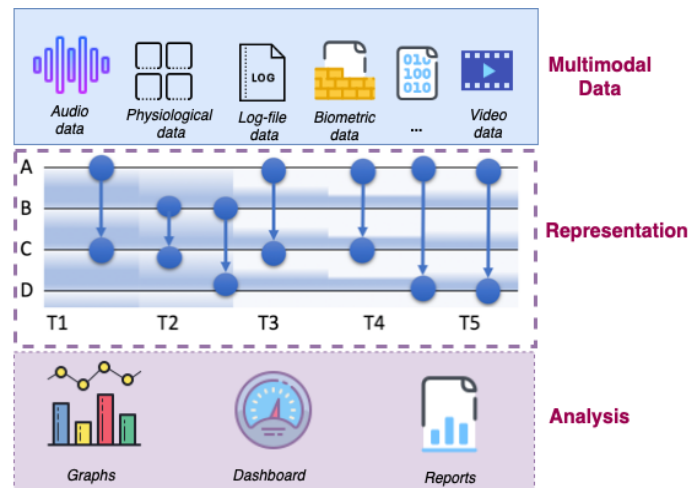 Multimodal
Data
LOG
010
100
010
Audio
data
Physiological
data
Log-file
data
Biometric
data
...
Video
data
A
B
C
D
Representation
T1 T2 T3 T4 T5
Analysis
Graphs
Dashboard
Reports